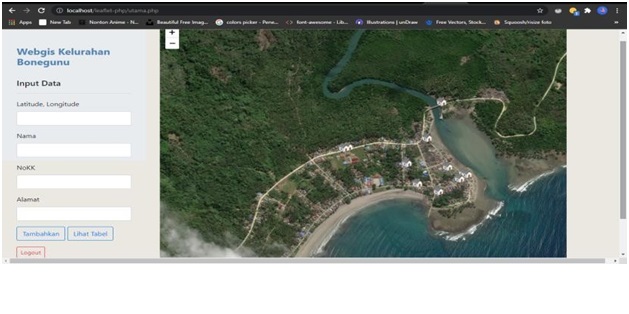 localhost/leaflet-php/utama.php
Apps
New Tab
Nonton Anime - N...
Beautiful Free Imag...
colors picker - Pene...
font-awesome - Lib...
Illustrations | unDraw
Free Vectors, Stock...
Squoosh/risize foto
Webgis Kelurahan
Bonegunu
Input Data
Latitude, Longitude
Nama
NoKK
Alamat
Tambahkan
Lihat Tabel
Logout
+
−